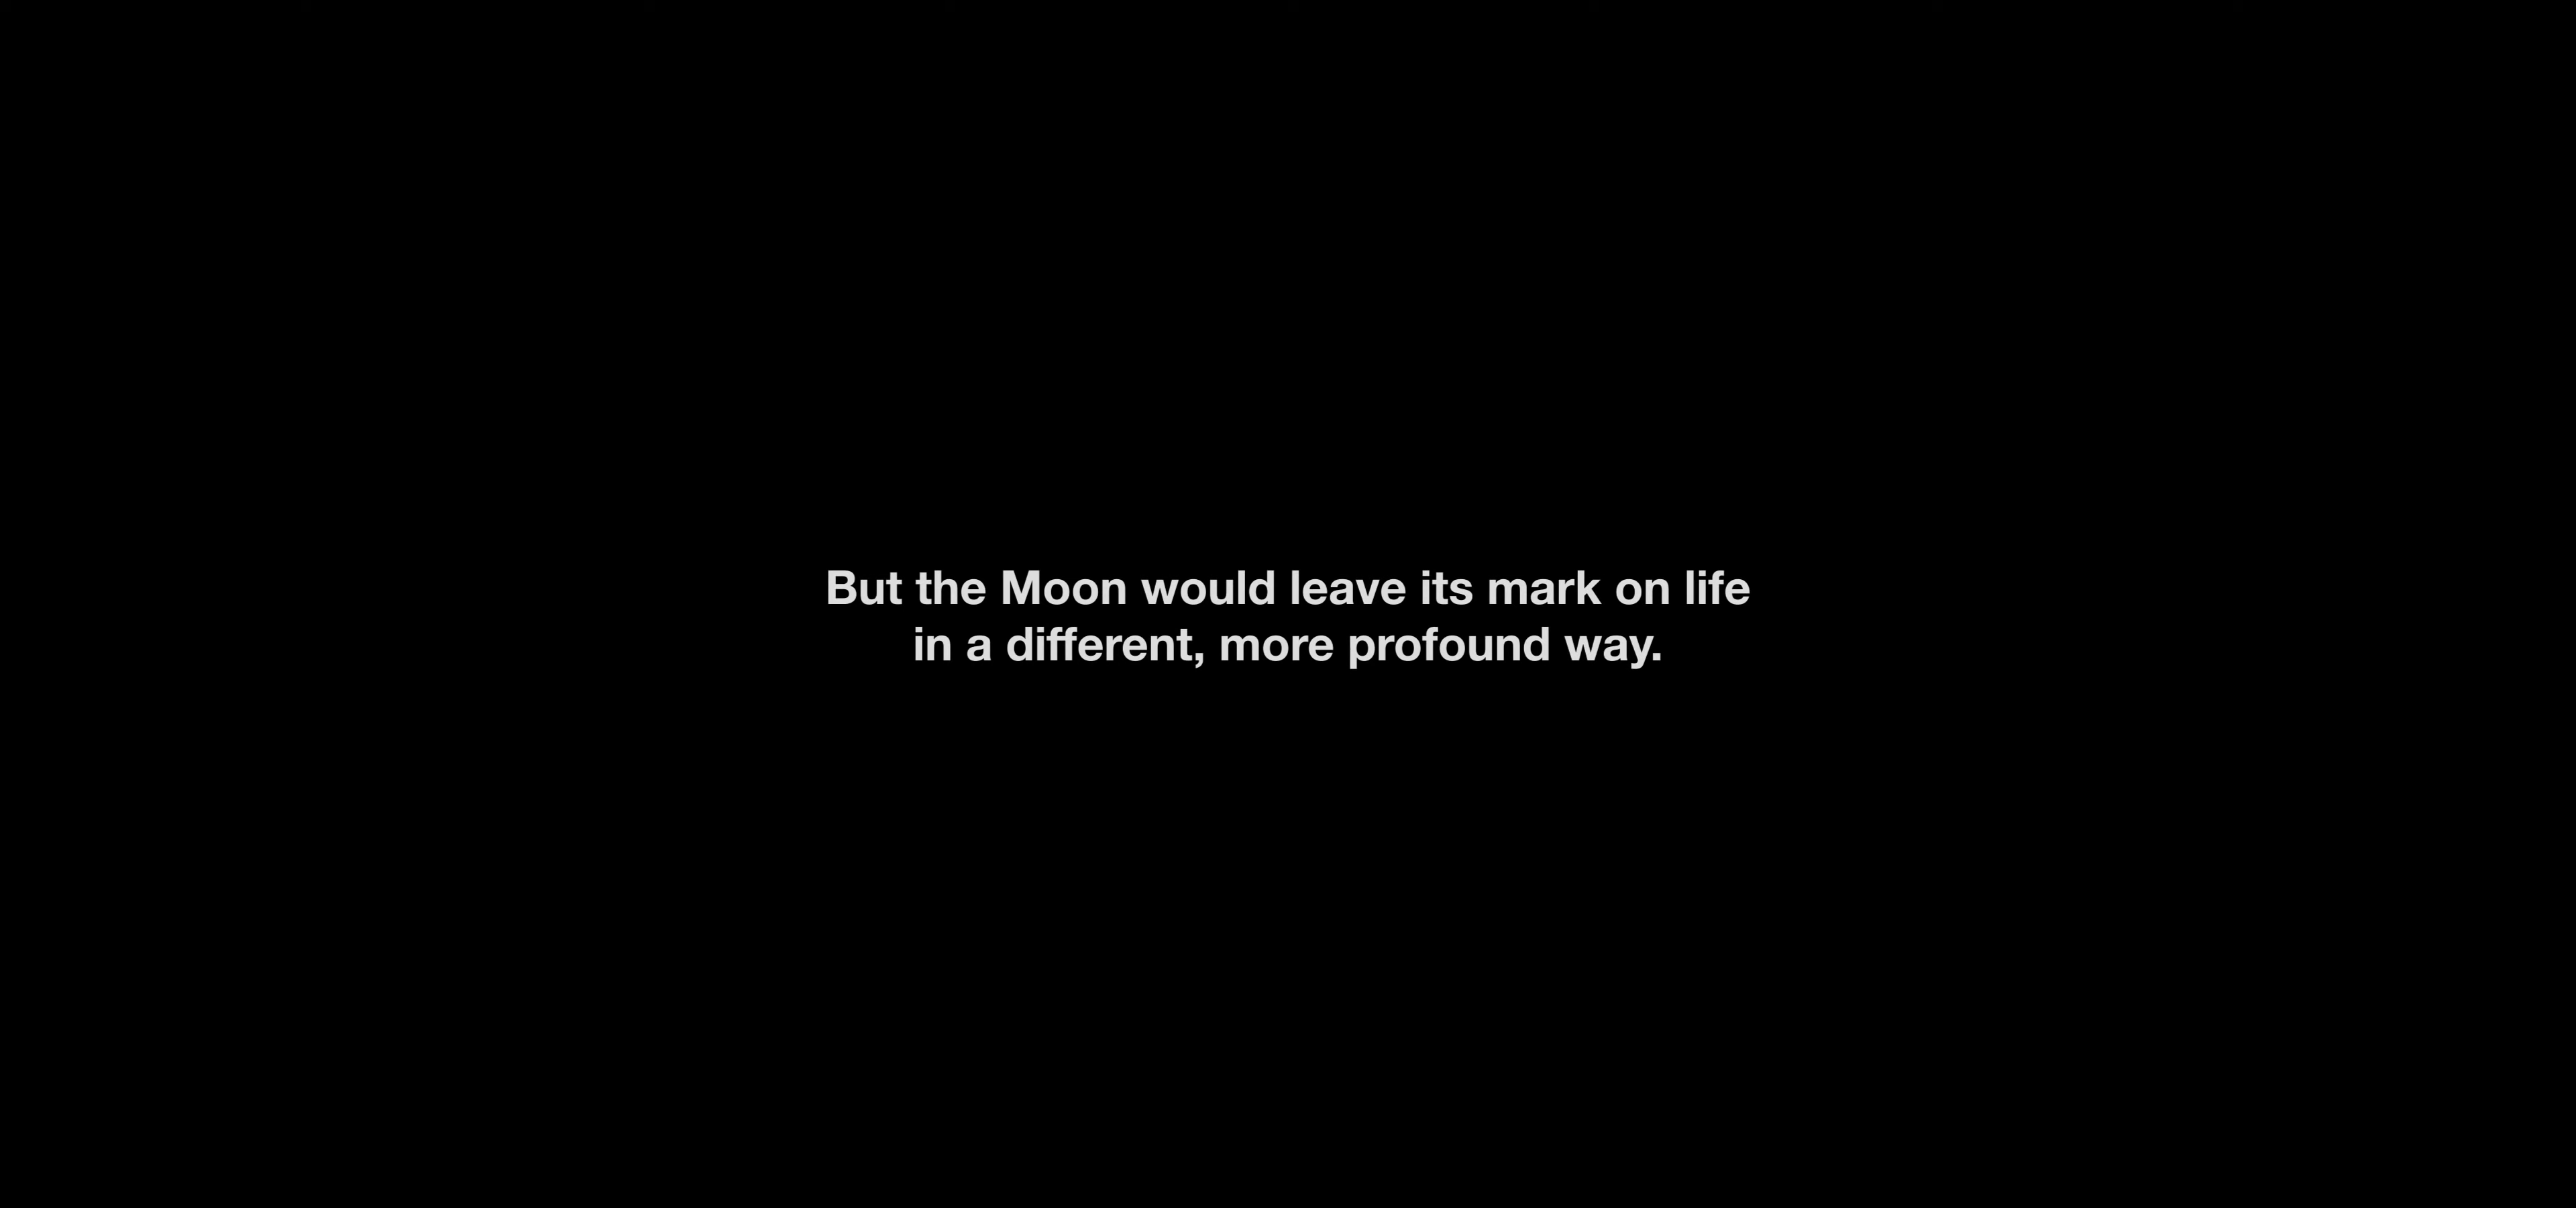 But the Moon would leave its mark on life
in a different, more profound way.